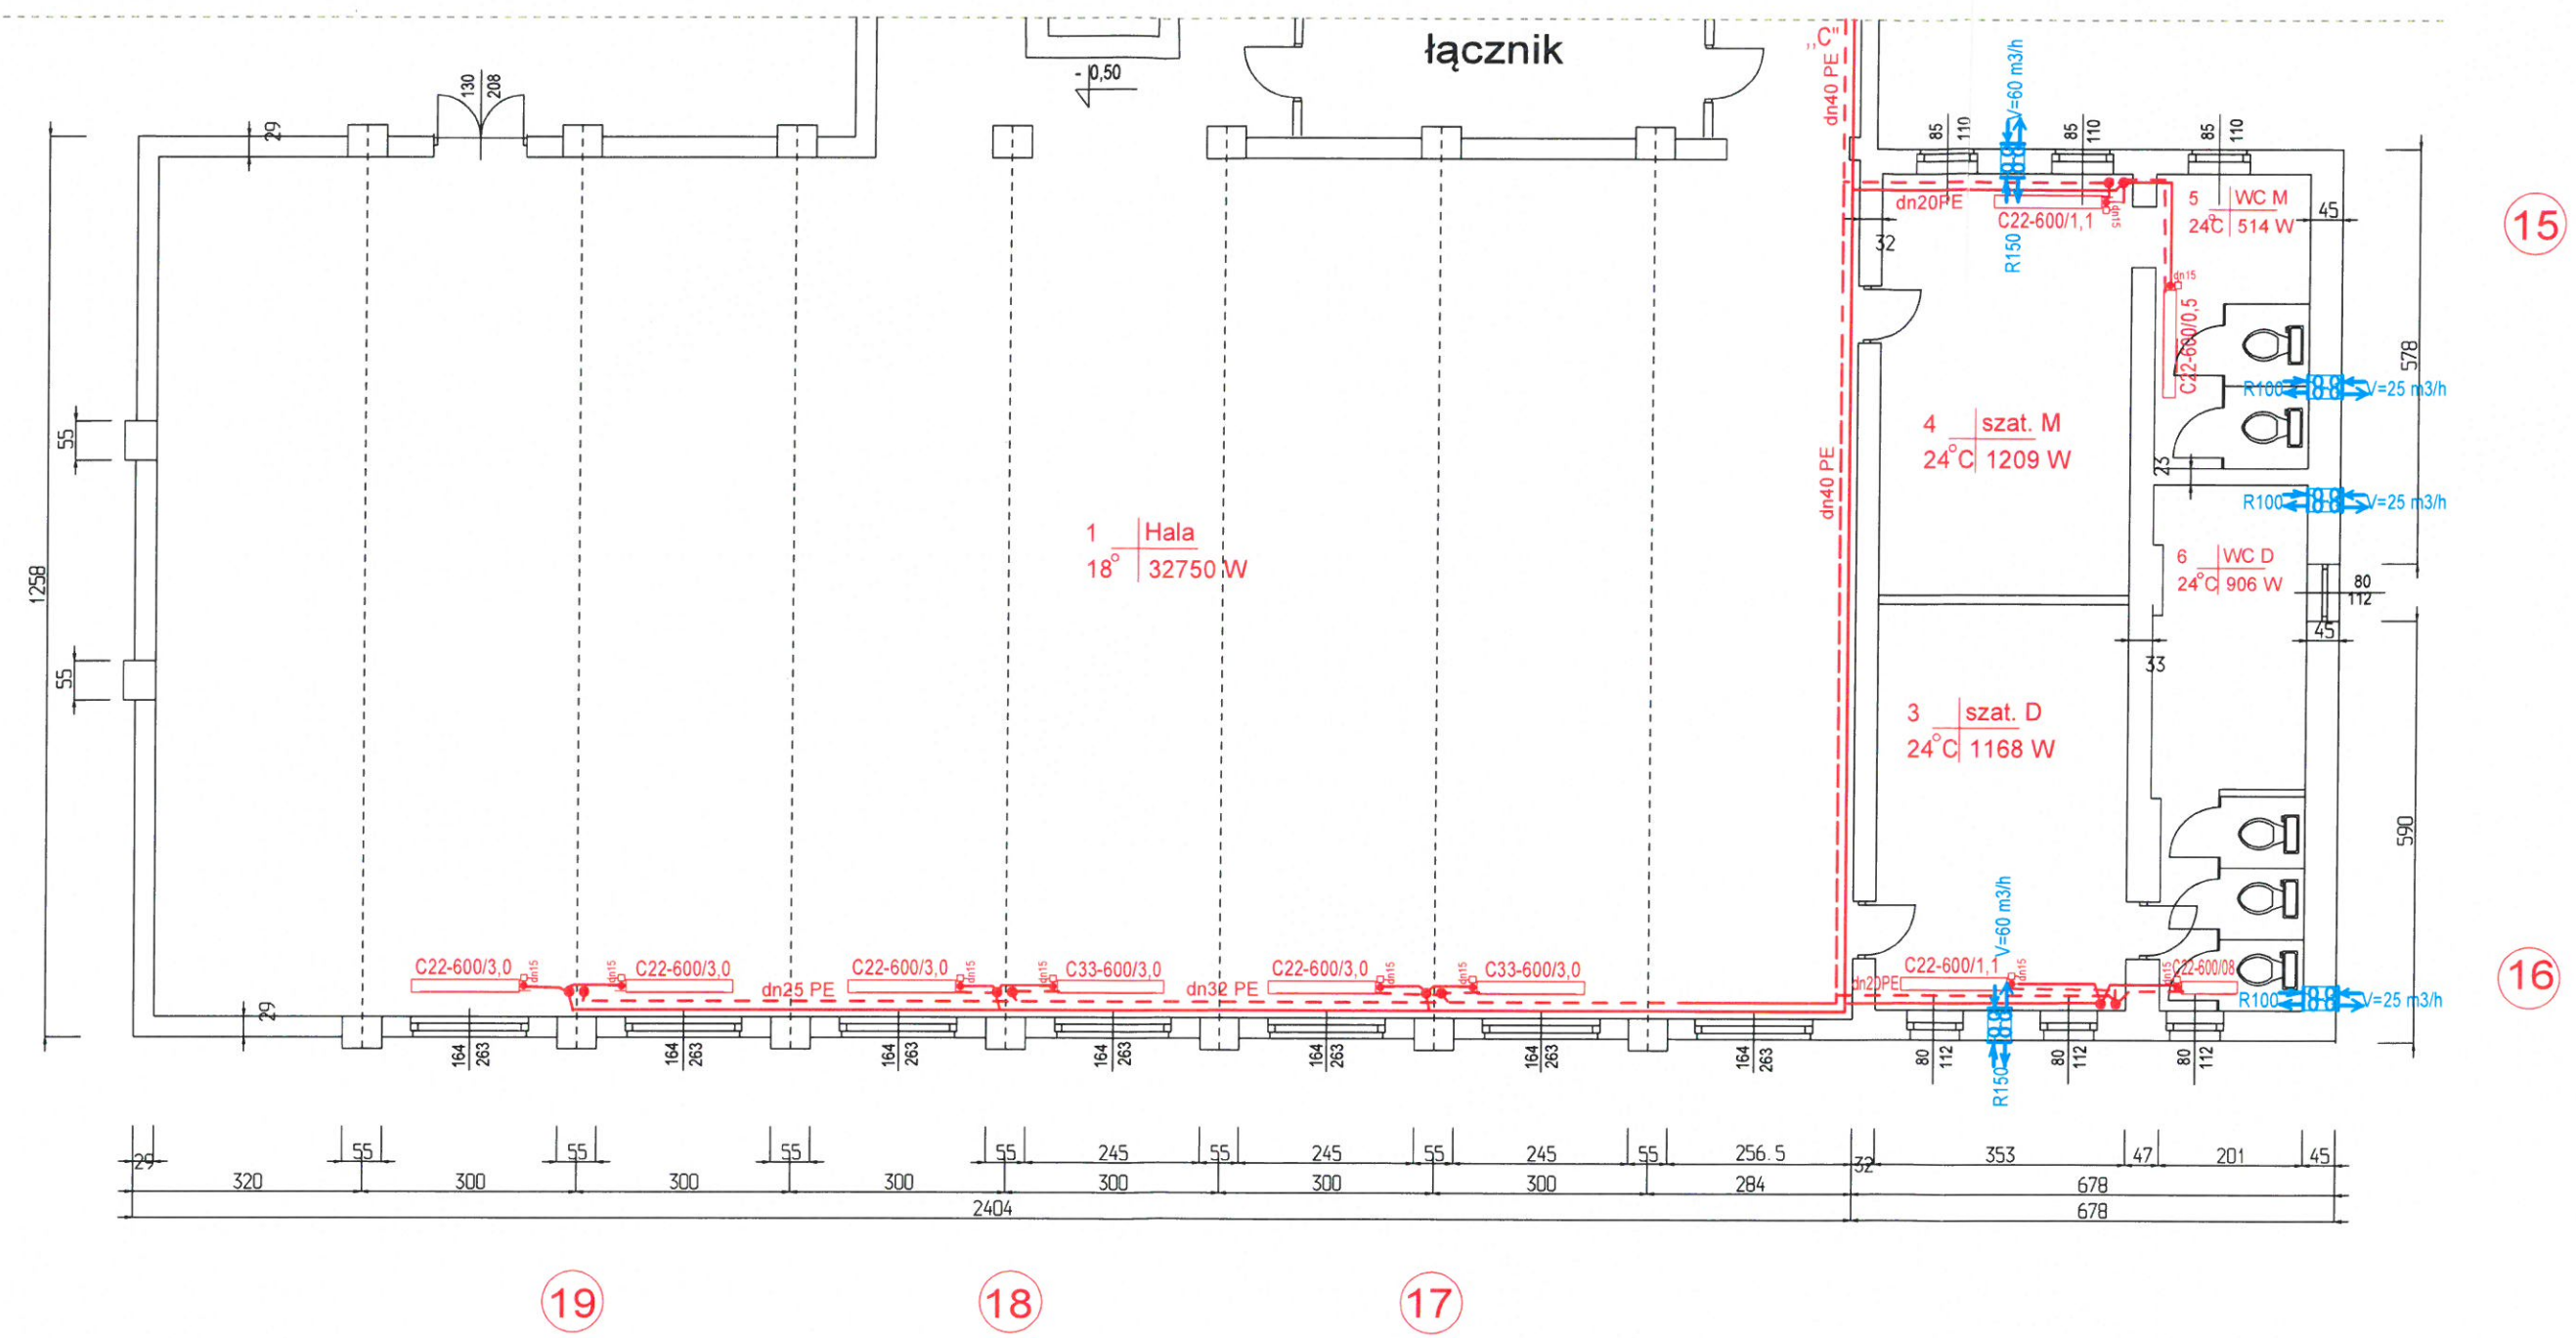 łącznik
- 0,50
130
208
29
,,C"
dn40 PE
V=60 m3/h
85
110
85
110
85
110
dn20PE
C22-600/1,1
dn15
R150
32
5 WC M
24°C 514 W
45
15
dn15
C22-600/0,5
578
R100
V=25 m3/h
4 szat. M
24°C 1209 W
23
R100
V=25 m3/h
dn40 PE
55
1 Hala
18° 32750 W
1258
6 WC D
24°C 906 W
80
112
45
33
55
3 szat. D
24°C 1168 W
590
V=60 m3/h
C22-600/3,0
dn15
dn15
C22-600/3,0
C22-600/3,0
dn15
dn15
C33-600/3,0
C22-600/3,0
dn15
dn15
C33-600/3,0
C22-600/1,1
dn15
dn15
C22-600/08
16
dn25 PE
dn32 PE
dn20PE
R100
V=25 m3/h
29
164
263
164
263
164
263
164
263
164
263
164
263
164
263
80
112
80
112
80
112
R150
29
55
55
55
55
245
55
245
55
245
55
256.5
32
353
47
201
45
320
300
300
300
300
300
300
284
678
2404
678
19
18
17